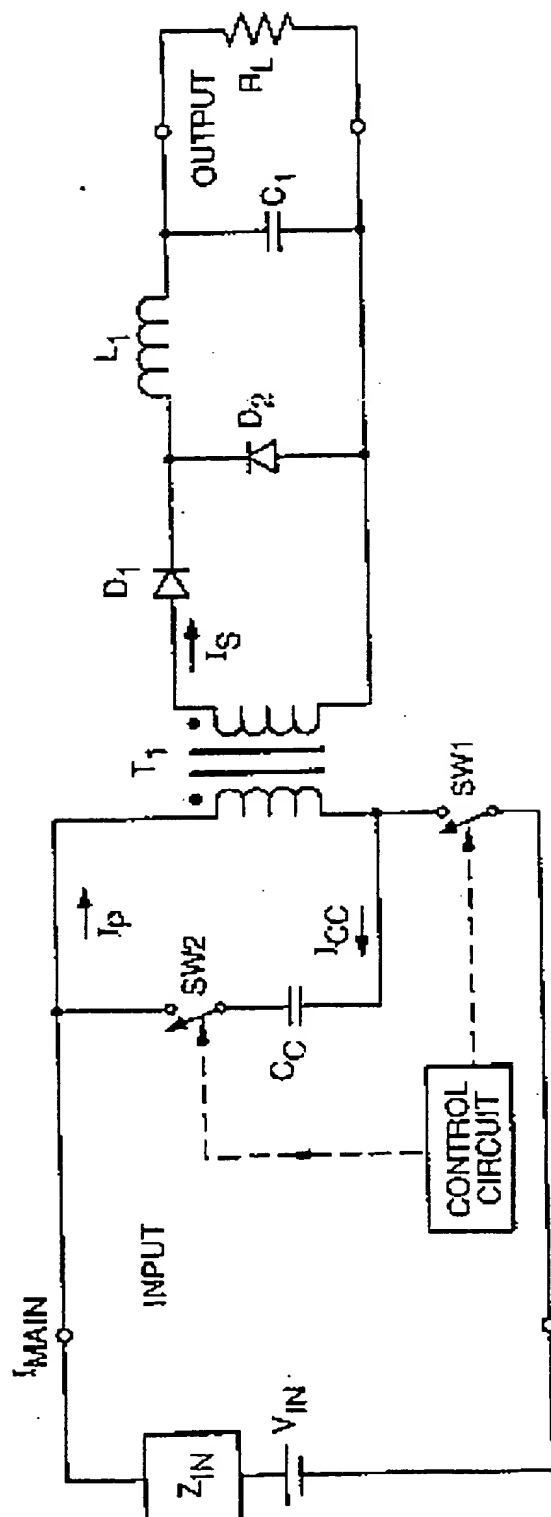 I_MAIN
Z_IN
V_IN
INPUT
I_P
SW2
C_C
I_CC
CONTROL
CIRCUIT
SW1
T_1
I_S
D_1
D_2
L_1
C_1
OUTPUT
R_L